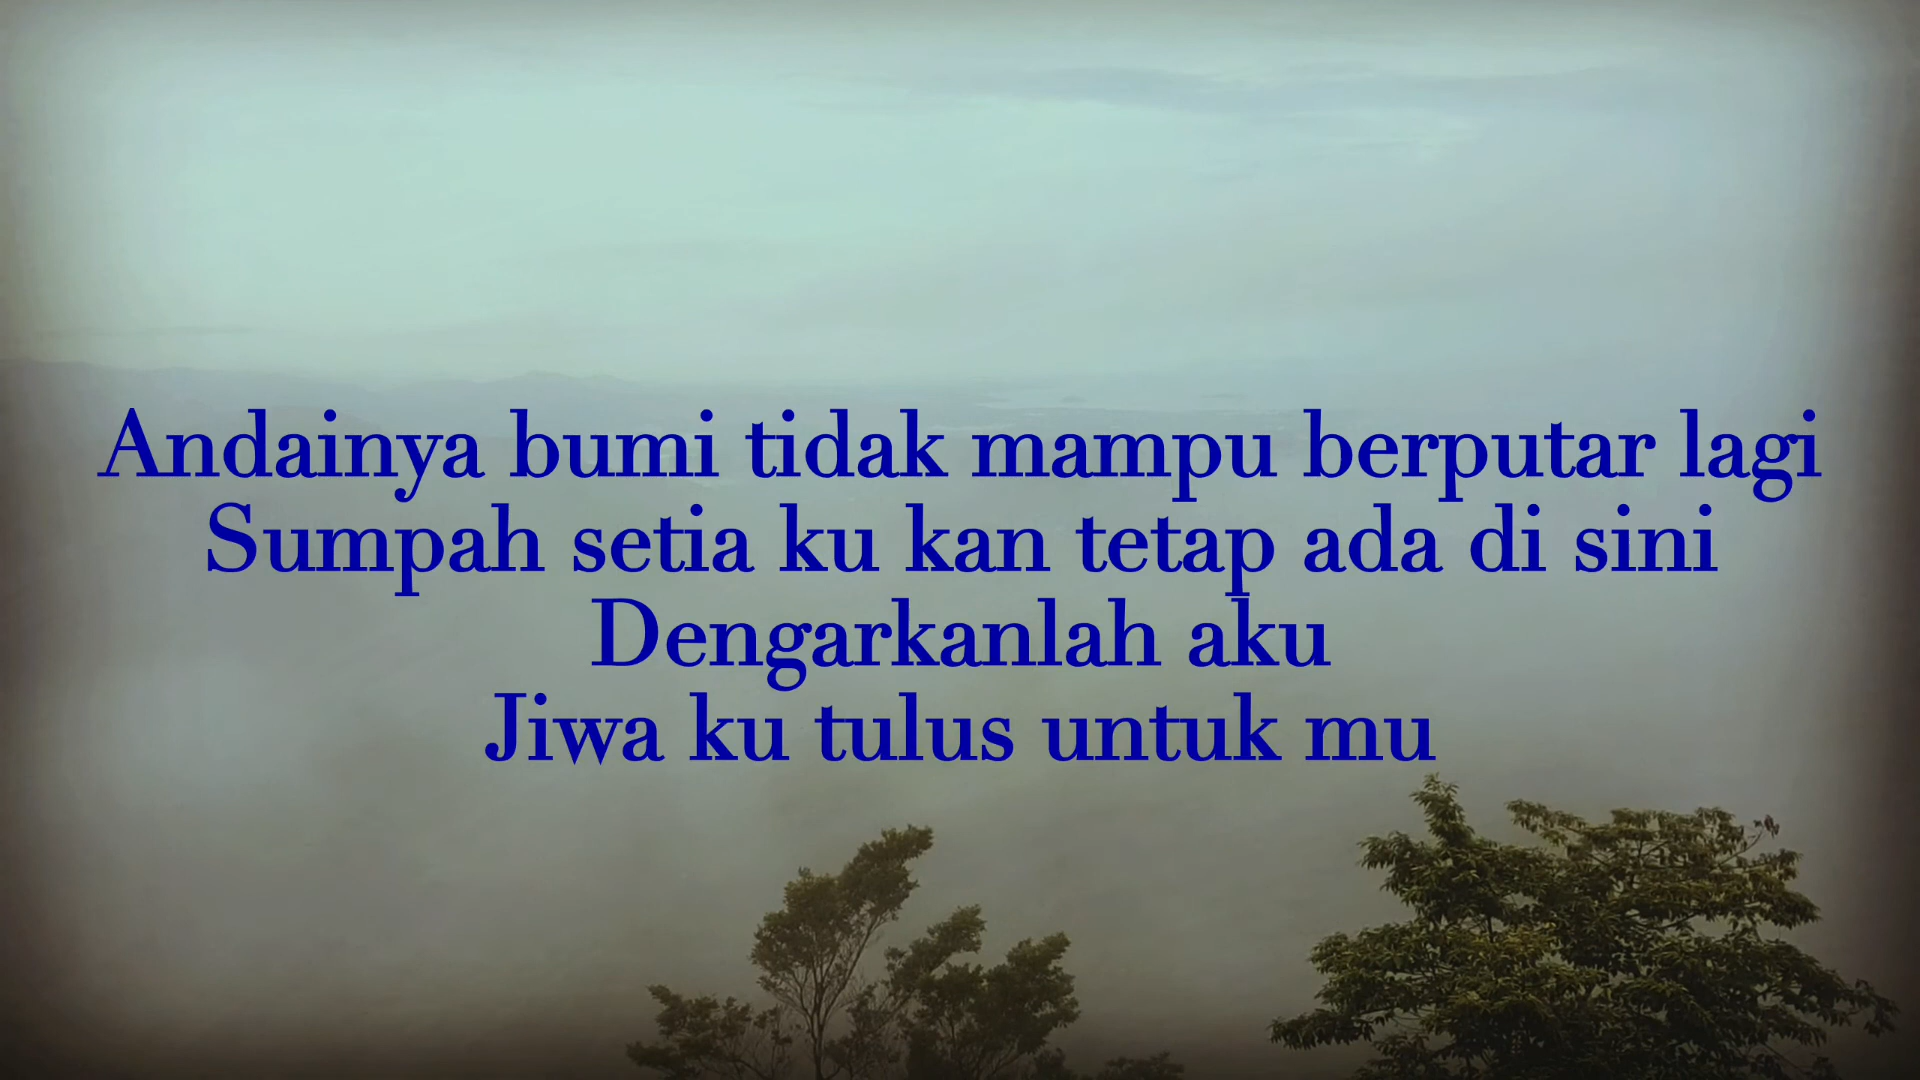 Andainya bumi tidak mampu berputar lagi
Sumpah setia ku kan tetap ada di sini
Dengarkanlah aku
Jiwa ku tulus untuk mu